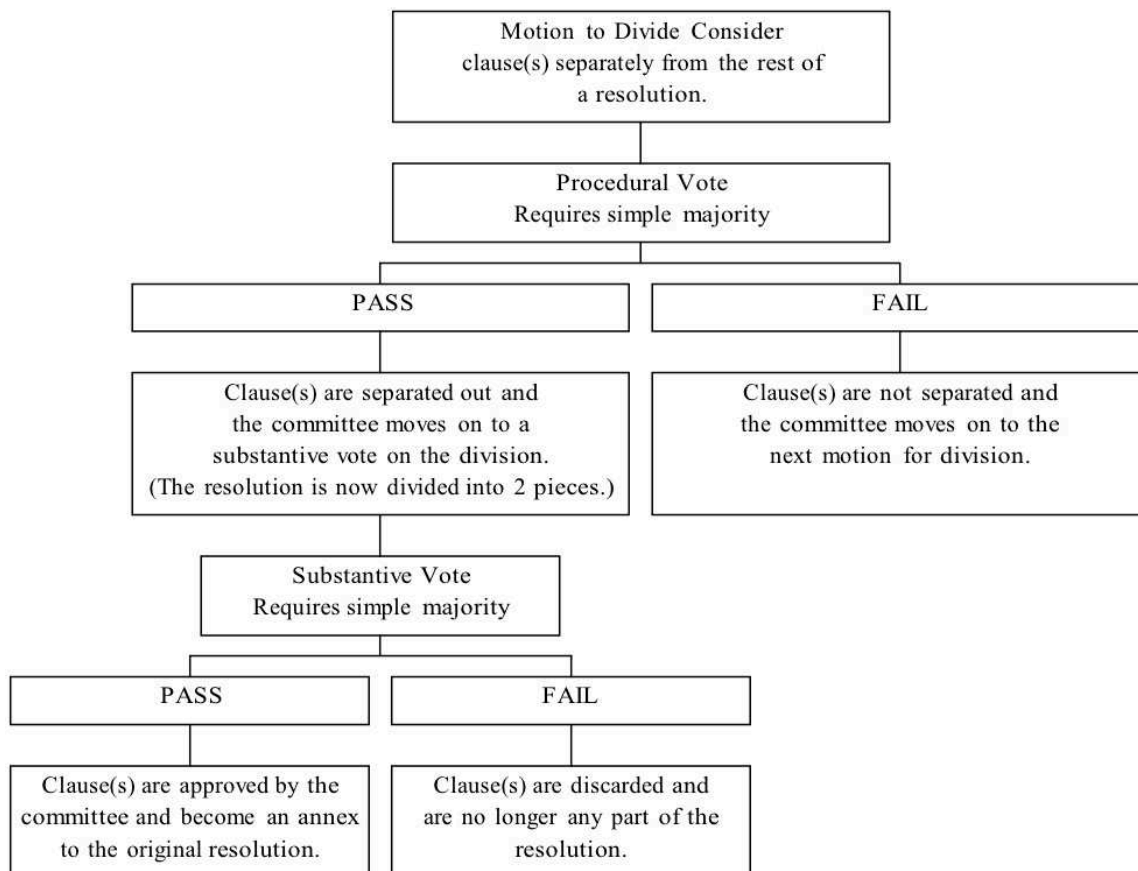 Motion to Divide Consider
clause(s) separately from the rest of
a resolution.
Procedural Vote
Requires simple majority
PASS
FAIL
Clause(s) are separated out and
the committee moves on to a
substantive vote on the division.
(The resolution is now divided into 2 pieces.)
Clause(s) are not separated and
the committee moves on to the
next motion for division.
Substantive Vote
Requires simple majority
PASS
FAIL
Clause(s) are approved by the
committee and become an annex
to the original resolution.
Clause(s) are discarded and
are no longer any part of the
resolution.